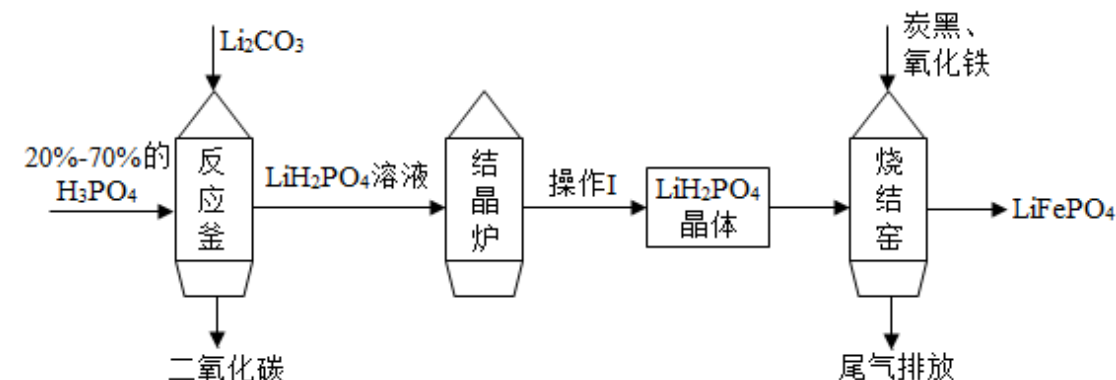 Li₂CO₃
炭黑、
氧化铁
20%-70%的
H₃PO₄
反应釜
LiH₂PO₄溶液
结晶炉
操作I
LiH₂PO₄
晶体
烧结窑
LiFePO₄
二氧化碳
尾气排放